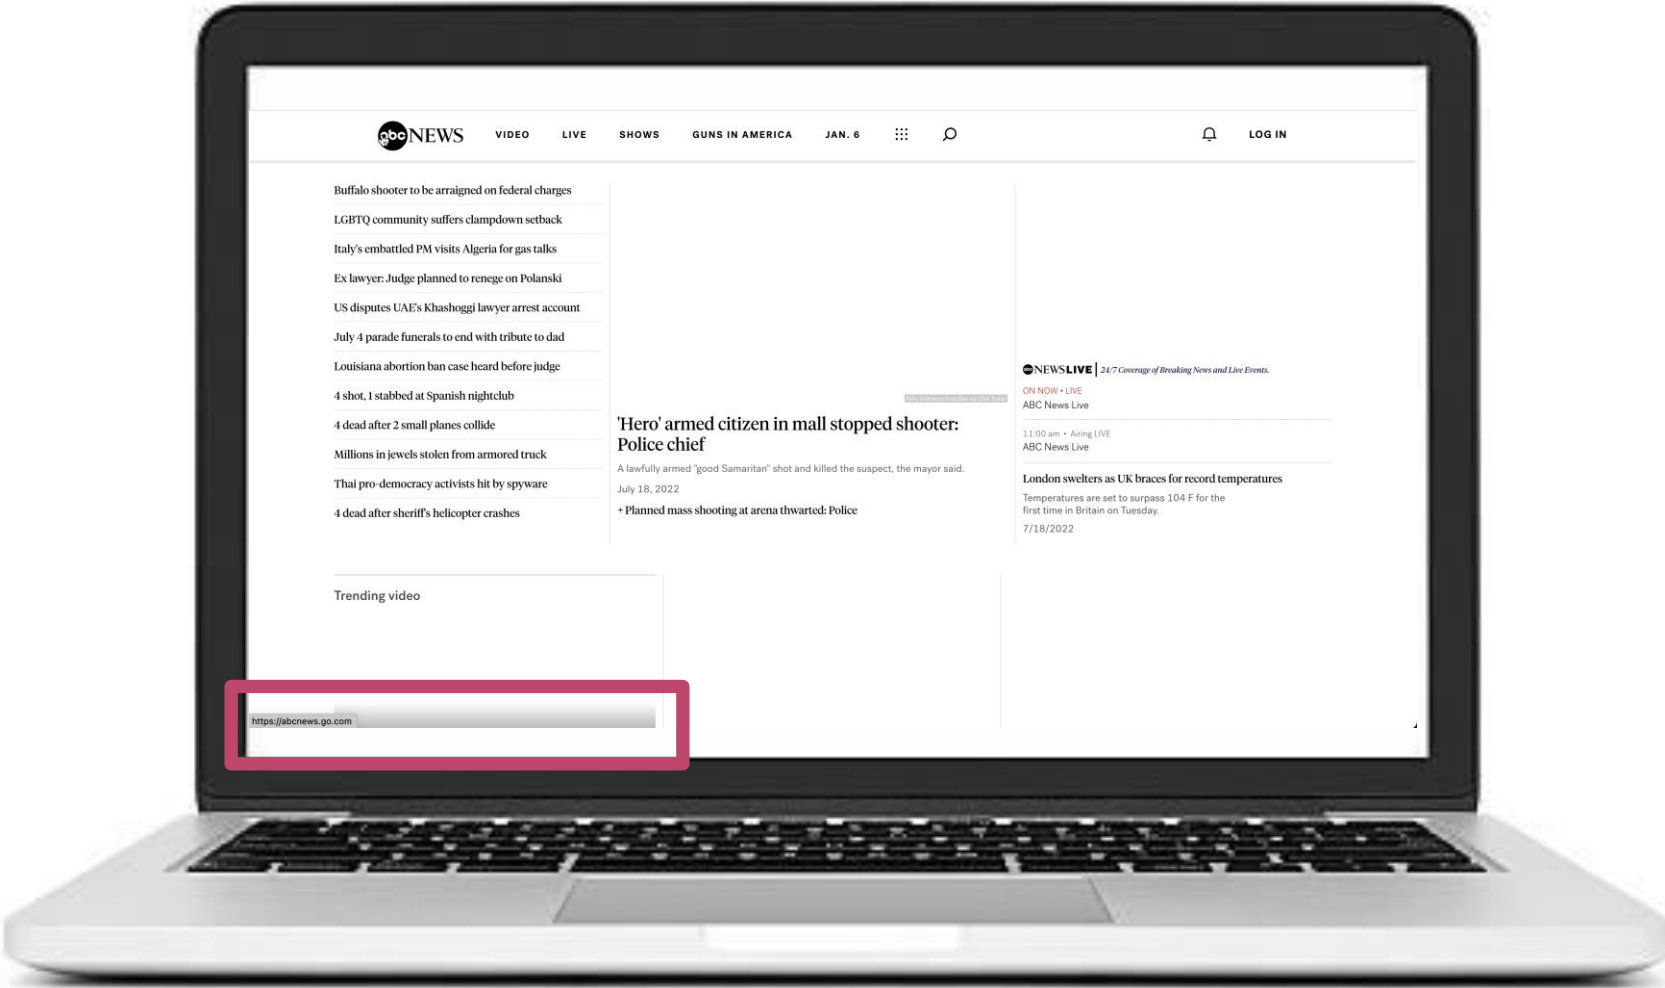 abc NEWS VIDEO LIVE SHOWS GUNS IN AMERICA JAN. 6 LOG IN
Buffalo shooter to be arraigned on federal charges
LGBTQ community suffers clampdown setback
Italy's embattled PM visits Algeria for gas talks
Ex lawyer: Judge planned to renege on Polanski
US disputes UAE's Khashoggi lawyer arrest account
July 4 parade funerals to end with tribute to dad
Louisiana abortion ban case heard before judge
4 shot, 1 stabbed at Spanish nightclub
4 dead after 2 small planes collide
Millions in jewels stolen from armored truck
Thai pro-democracy activists hit by spyware
4 dead after sheriff's helicopter crashes
'Hero' armed citizen in mall stopped shooter:
Police chief
A lawfully armed "good Samaritan" shot and killed the suspect, the mayor said.
July 18, 2022
+ Planned mass shooting at arena thwarted: Police
abc NEWS LIVE | 24/7 Coverage of Breaking News and Live Events.
ON NOW • LIVE
ABC News Live
11:00 am • Airing LIVE
ABC News Live
London swelters as UK braces for record temperatures
Temperatures are set to surpass 104 F for the
first time in Britain on Tuesday.
7/18/2022
Trending video
https://abcnews.go.com